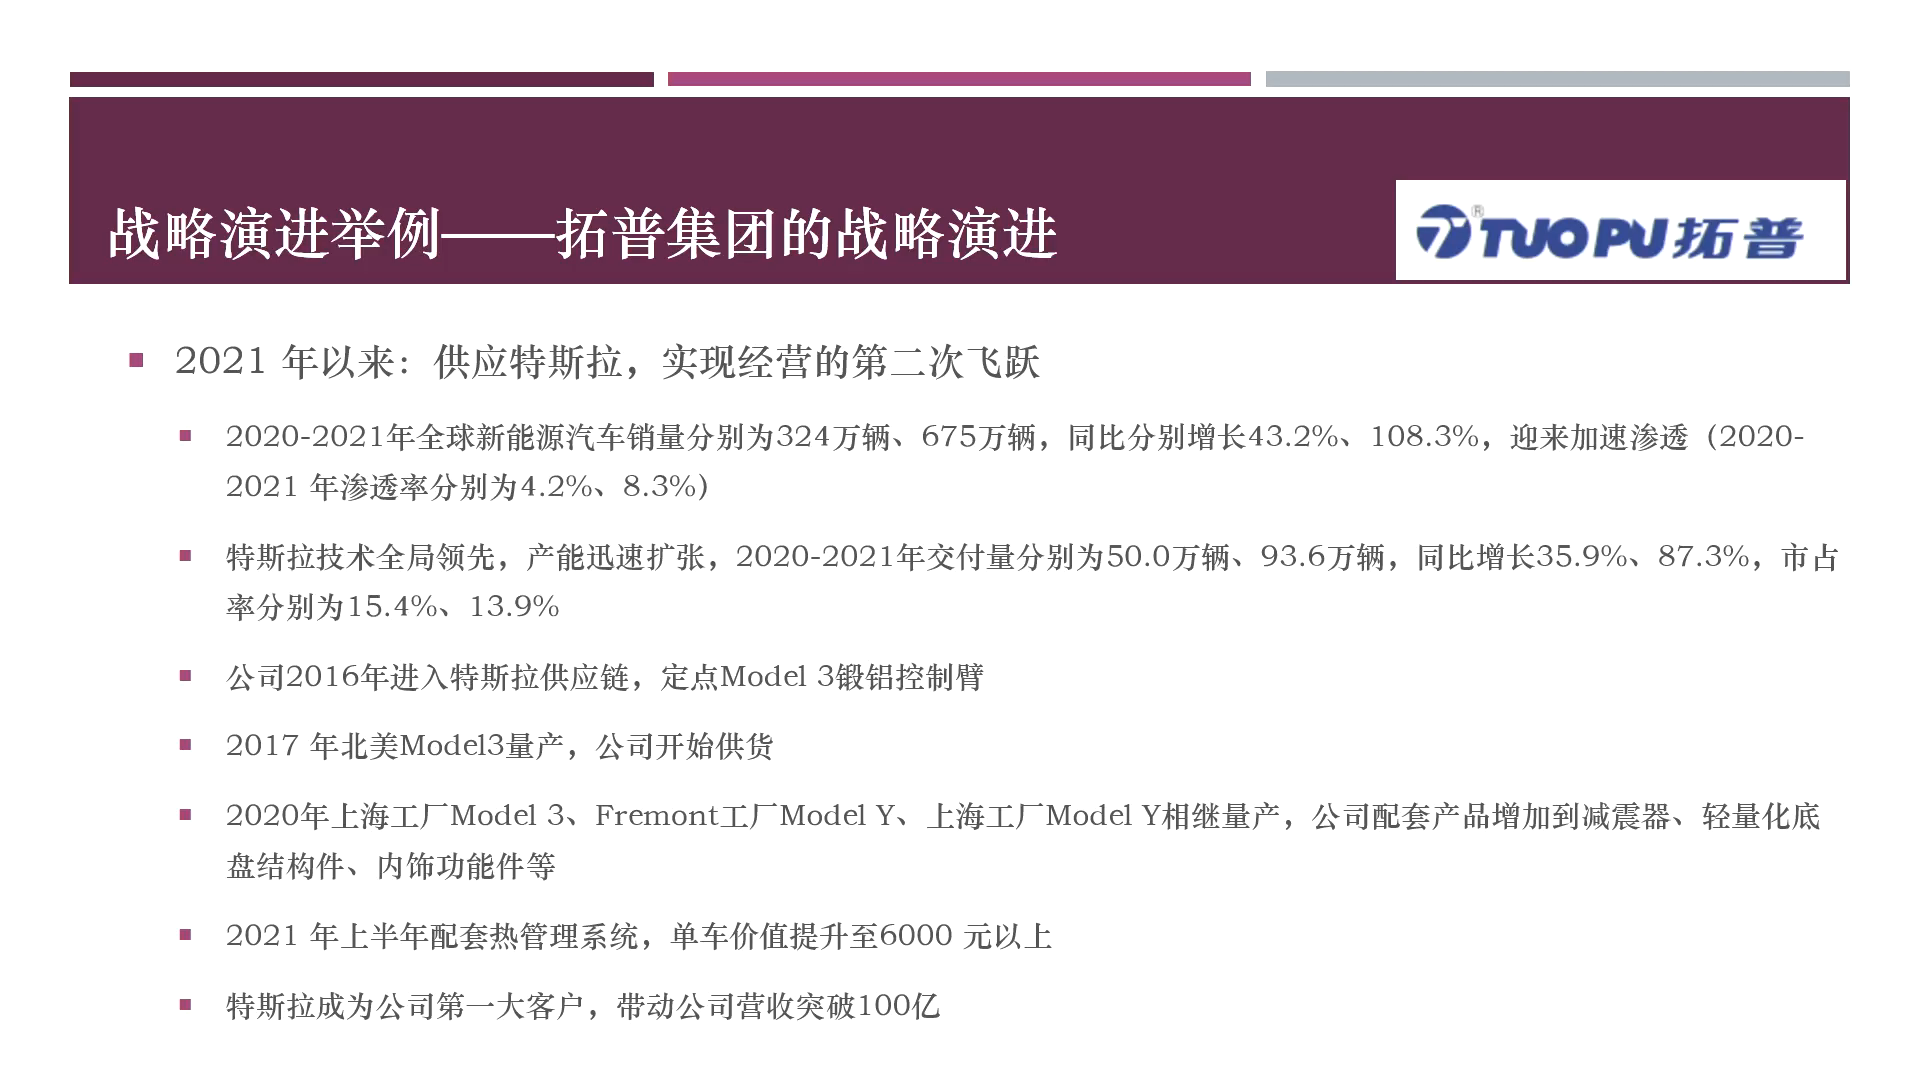 战略演进举例——拓普集团的战略演进
®TUOPU拓普
2021 年以来：供应特斯拉，实现经营的第二次飞跃
2020-2021年全球新能源汽车销量分别为324万辆、675万辆，同比分别增长43.2%、108.3%，迎来加速渗透（2020-
2021 年渗透率分别为4.2%、8.3%）
特斯拉技术全局领先，产能迅速扩张，2020-2021年交付量分别为50.0万辆、93.6万辆，同比增长35.9%、87.3%，市占
率分别为15.4%、13.9%
公司2016年进入特斯拉供应链，定点Model 3锻铝控制臂
2017 年北美Model3量产，公司开始供货
2020年上海工厂Model 3、Fremont工厂Model Y、上海工厂Model Y相继量产，公司配套产品增加到减震器、轻量化底
盘结构件、内饰功能件等
2021 年上半年配套热管理系统，单车价值提升至6000 元以上
特斯拉成为公司第一大客户，带动公司营收突破100亿